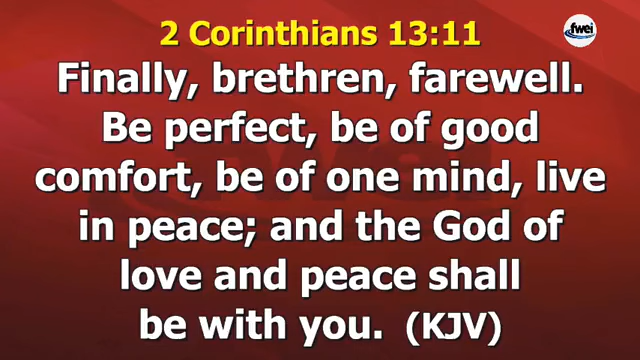 2 Corinthians 13:11
fwei
Finally, brethren, farewell.
Be perfect, be of good
comfort, be of one mind, live
in peace; and the God of
love and peace shall
be with you. (KJV)